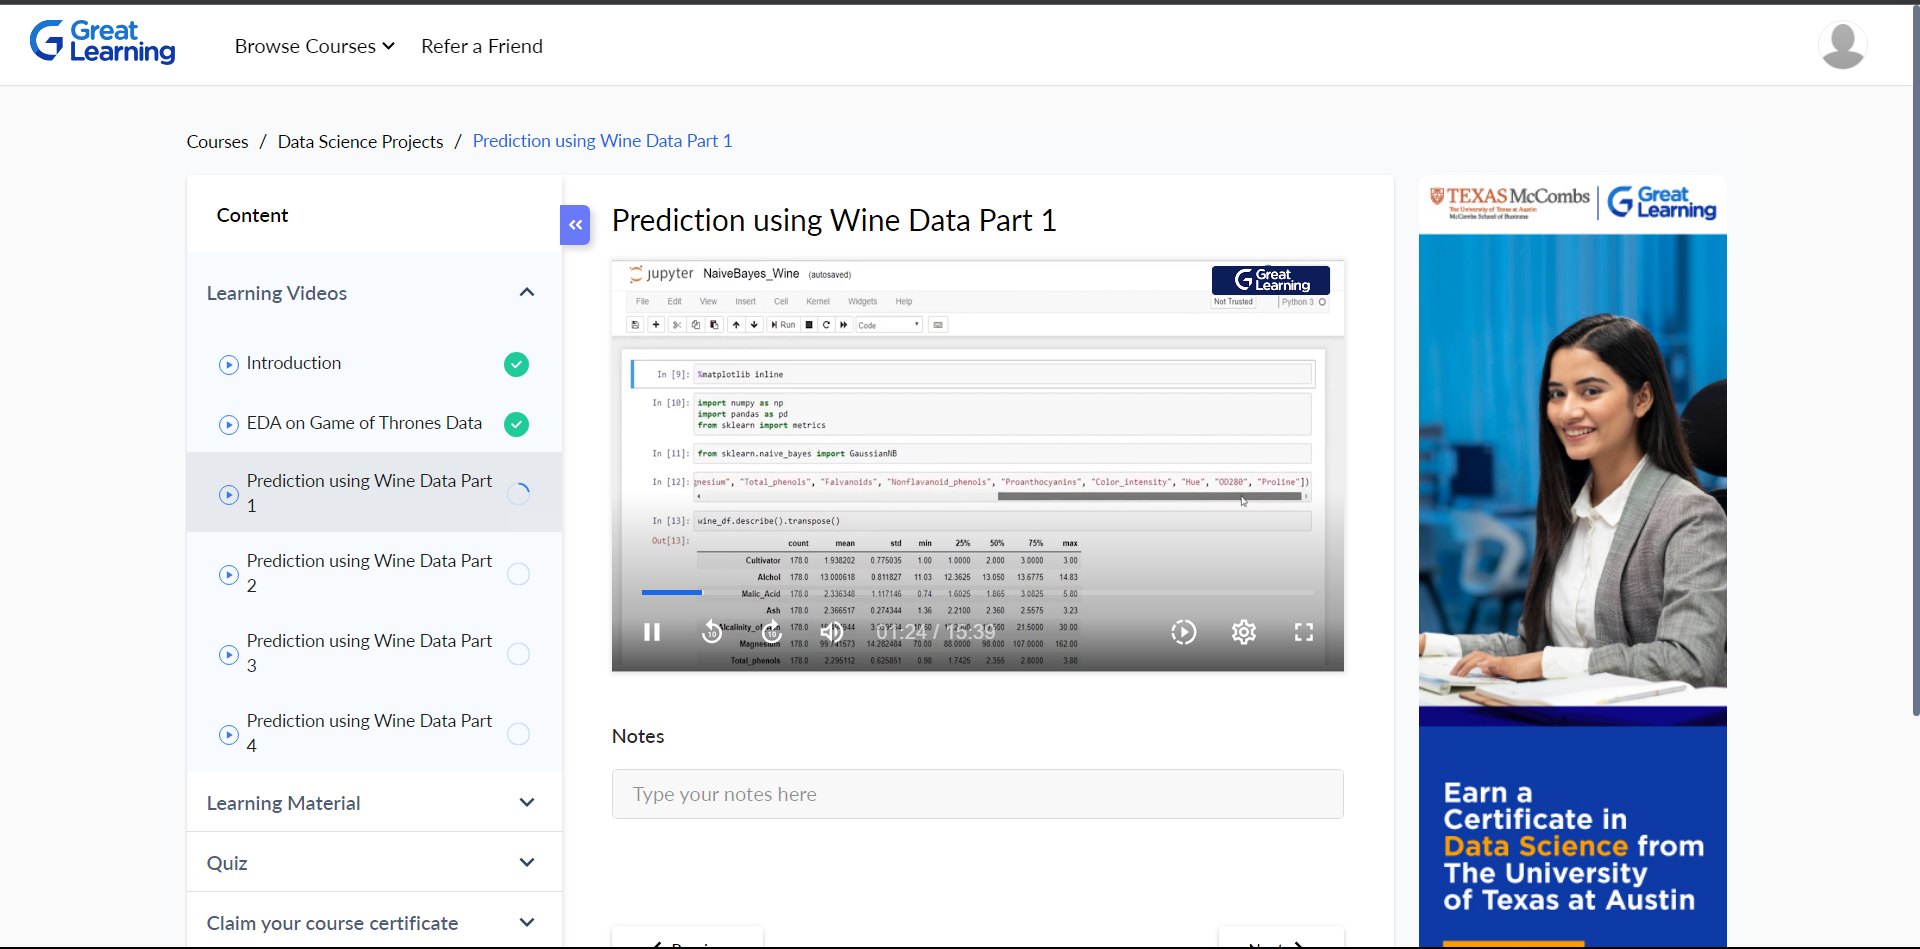 Great
Learning
Browse Courses
Refer a Friend
Courses / Data Science Projects / Prediction using Wine Data Part 1
Content
Learning Videos
Introduction
EDA on Game of Thrones Data
Prediction using Wine Data Part
1
Prediction using Wine Data Part
2
Prediction using Wine Data Part
3
Prediction using Wine Data Part
4
Learning Material
Quiz
Claim your course certificate
Prediction using Wine Data Part 1
jupyter NaiveBayes_Wine (autosaved)
Great
Learning
File Edit View Insert Cell Kernel Widgets Help
Not Trusted Python 3
Run Code
In [9]: %matplotlib inline
In [10]: import numpy as np
import pandas as pd
from sklearn import metrics
In [11]: from sklearn.naive_bayes import GaussianNB
In [12]: gnesium", "Total_phenols", "Falvanoids", "Nonflavanoid_phenols", "Proanthocyanins", "Color_intensity", "Hue", "OD280", "Proline"])
In [13]: wine_df.describe().transpose()
Out[13]:
count mean std min 25% 50% 75% max
Cultivator 178.0 1.938202 0.775035 1.00 1.0000 2.000 3.0000 3.00
Alchol 178.0 13.000618 0.811827 11.03 12.3625 13.050 13.6775 14.83
Malic_Acid 178.0 2.336348 1.117146 0.74 1.6025 1.865 3.0825 5.80
Ash 178.0 2.366517 0.274344 1.36 2.2100 2.360 2.5575 3.23
178.0 21.5000 30.00
Magnesium 178.0 99.741573 14.282484 70.00 88.0000 98.000 107.0000 162.00
Total_phenols 178.0 2.295112 0.625851 0.98 1.7425 2.355 2.8000 3.88
10 10 01:24 / 15:39
Notes
Type your notes here
TEXAS McCombs
The University of Texas at Austin
McCombs School of Business
Great
Learning
Earn a
Certificate in
Data Science from
The University
of Texas at Austin